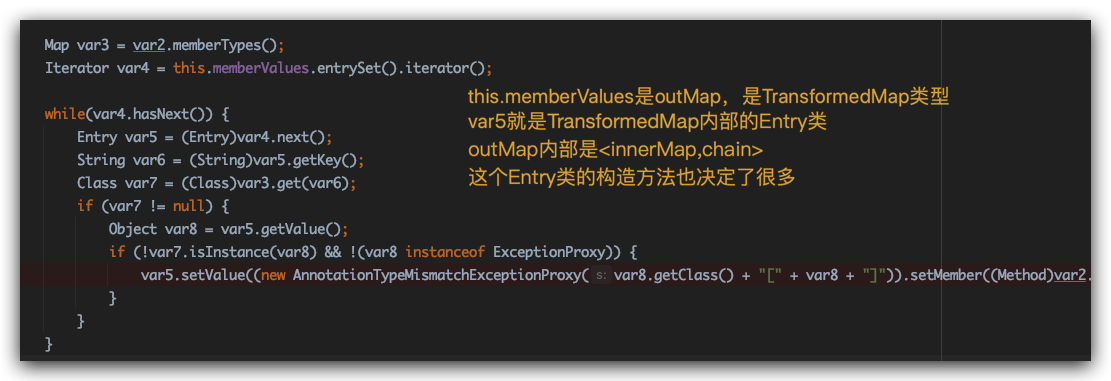 Map var3 = var2.memberTypes();
Iterator var4 = this.memberValues.entrySet().iterator();
while(var4.hasNext()) {
this.memberValues是outMap，是TransformedMap类型
Entry var5 = (Entry)var4.next();
var5就是TransformedMap内部的Entry类
String var6 = (String)var5.getKey();
outMap内部是<innerMap,chain>
Class var7 = (Class)var3.get(var6);
这个Entry类的构造方法也决定了很多
if (var7 != null) {
Object var8 = var5.getValue();
if (!var7.isInstance(var8) && !(var8 instanceof ExceptionProxy)) {
var5.setValue((new AnnotationTypeMismatchExceptionProxy( s: var8.getClass() + "[" + var8 + "]")).setMember((Method)var2.
}
}
}